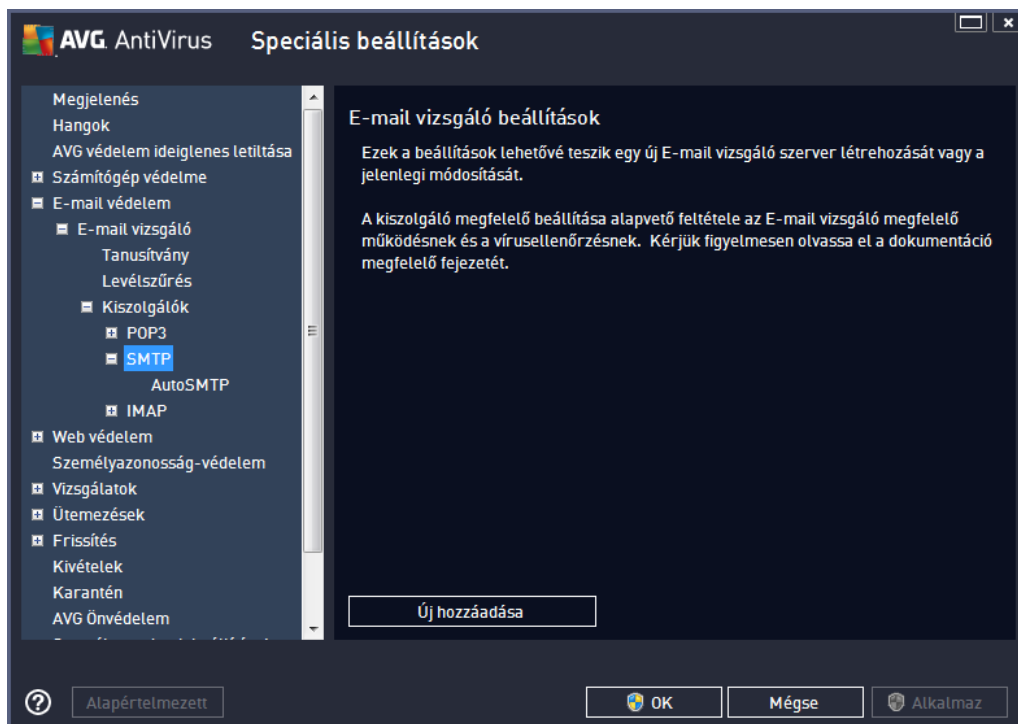 AVG. AntiVirus Speciális beállítások
Megjelenés
Hangok
AVG védelem ideiglenes letiltása
Számítógép védelme
E-mail védelem
E-mail vizsgáló
Tanusítvány
Levélszűrés
Kiszolgálók
POP3
SMTP
AutoSMTP
IMAP
Web védelem
Személyazonosság-védelem
Vizsgálatok
Ütemezések
Frissítés
Kivételek
Karantén
AVG Önvédelem
E-mail vizsgáló beállítások
Ezek a beállítások lehetővé teszik egy új E-mail vizsgáló szerver létrehozását vagy a
jelenlegi módosítását.
A kiszolgáló megfelelő beállítása alapvető feltétele az E-mail vizsgáló megfelelő
működésnek és a vírusellenőrzésnek. Kérjük figyelmesen olvassa el a dokumentáció
megfelelő fejezetét.
Új hozzáadása
Alapértelmezett
OK
Mégse
Alkalmaz